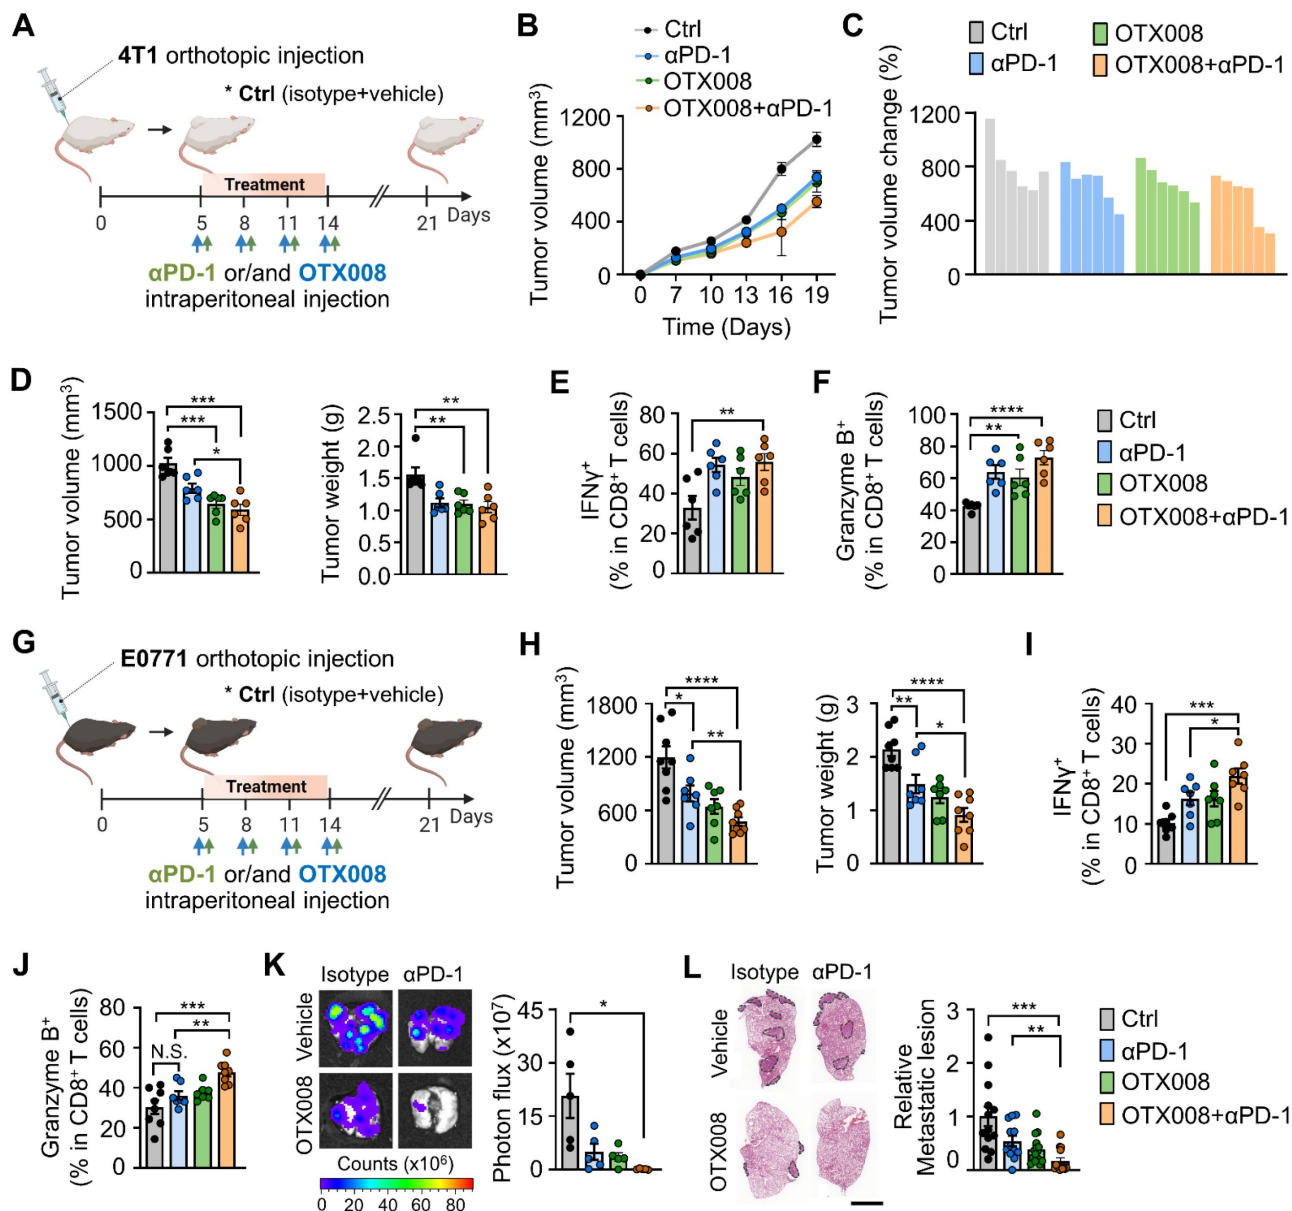 A
4T1 orthotopic injection
* Ctrl (isotype+vehicle)
Treatment
0 5 8 11 14 21 Days
αPD-1 or/and OTX008
intraperitoneal injection
B
Ctrl
αPD-1
OTX008
OTX008+αPD-1
Tumor volume (mm³)
1200
800
400
0
0 7 10 13 16 19
Time (Days)
C
Ctrl
αPD-1
OTX008
OTX008+αPD-1
Tumor volume change (%)
1200
800
400
0
D
Tumor volume (mm³)
1500
1000
500
0
***
***
*
Tumor weight (g)
2.5
2.0
1.5
1.0
0.5
0.0
**
**
E
IFNγ⁺
(% in CD8⁺ T cells)
80
60
40
20
0
**
F
Granzyme B⁺
(% in CD8⁺ T cells)
100
80
60
40
20
0
****
**
Ctrl
αPD-1
OTX008
OTX008+αPD-1
G
E0771 orthotopic injection
* Ctrl (isotype+vehicle)
Treatment
0 5 8 11 14 21 Days
αPD-1 or/and OTX008
intraperitoneal injection
H
Tumor volume (mm³)
1800
1200
600
0
****
*
**
Tumor weight (g)
3
2
1
0
****
**
*
I
IFNγ⁺
(% in CD8⁺ T cells)
40
30
20
10
0
***
*
J
Granzyme B⁺
(% in CD8⁺ T cells)
80
60
40
20
0
***
**
N.S.
K
Isotype αPD-1
Vehicle
OTX008
Counts (x10⁶)
0 20 40 60 80
Photon flux (x10⁷)
45
30
15
0
*
L
Isotype αPD-1
Vehicle
OTX008
Relative
Metastatic lesion
3
2
1
0
***
**
Ctrl
αPD-1
OTX008
OTX008+αPD-1